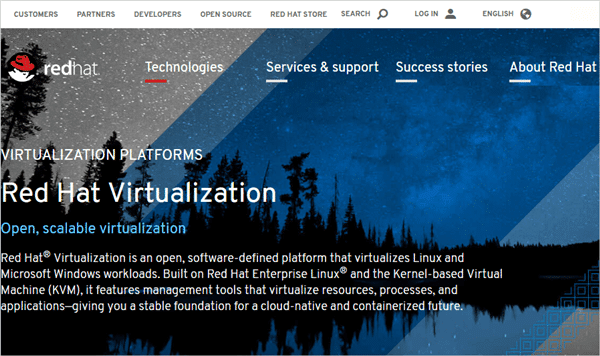 CUSTOMERS PARTNERS DEVELOPERS OPEN SOURCE RED HAT STORE SEARCH LOG IN ENGLISH
redhat Technologies Services & support Success stories About Red Hat
VIRTUALIZATION PLATFORMS
Red Hat Virtualization
Open, scalable virtualization
Red Hat® Virtualization is an open, software-defined platform that virtualizes Linux and
Microsoft Windows workloads. Built on Red Hat Enterprise Linux® and the Kernel-based Virtual
Machine (KVM), it features management tools that virtualize resources, processes, and
applications—giving you a stable foundation for a cloud-native and containerized future.